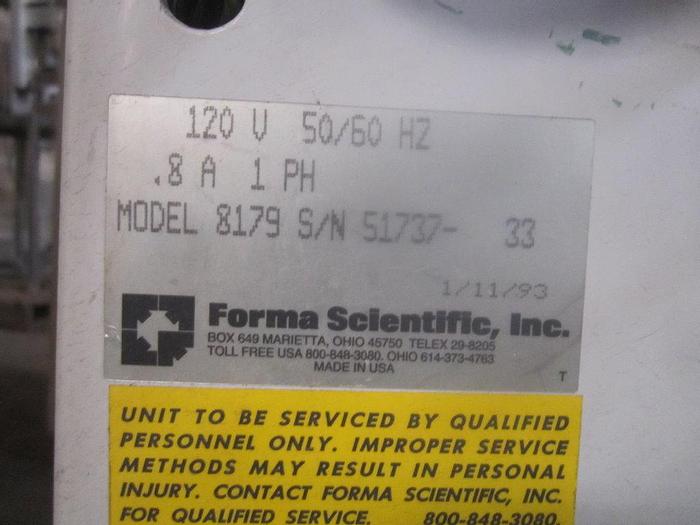 120 V 50/60 HZ
.8 A 1 PH
MODEL 8179 S/N 51737- 33
1/11/93
Forma Scientific, Inc.
BOX 649 MARIETTA, OHIO 45750 TELEX 29-8205
TOLL FREE USA 800-848-3080. OHIO 614-373-4763
MADE IN USA
T
UNIT TO BE SERVICED BY QUALIFIED
PERSONNEL ONLY. IMPROPER SERVICE
METHODS MAY RESULT IN PERSONAL
INJURY. CONTACT FORMA SCIENTIFIC, INC.
FOR QUALIFIED SERVICE. 800-848-3080.